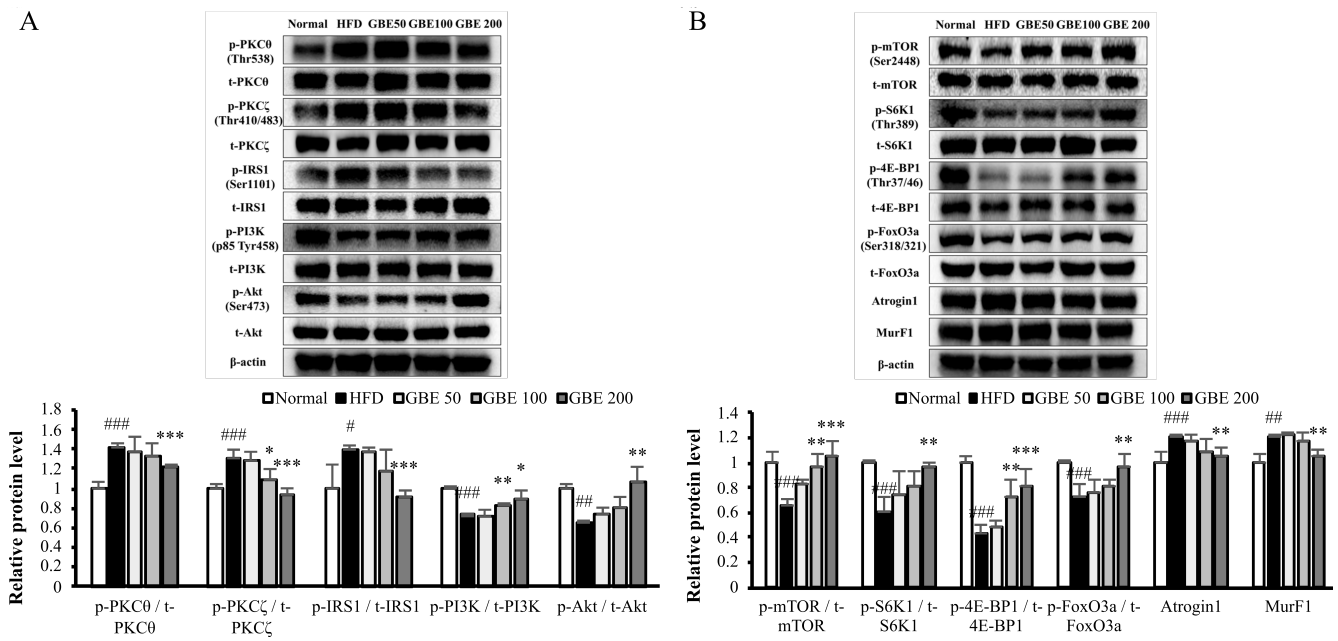 A
Normal HFD GBE50 GBE100 GBE 200
p-PKCθ
(Thr538)
t-PKCθ
p-PKCζ
(Thr410/483)
t-PKCζ
p-IRS1
(Ser1101)
t-IRS1
p-PI3K
(p85 Tyr458)
t-PI3K
p-Akt
(Ser473)
t-Akt
β-actin
Normal HFD GBE 50 GBE 100 GBE 200
Relative protein level
1.8
1.6
1.4
1.2
1
0.8
0.6
0.4
0.2
0
###
***
###
*
***
#
***
###
**
*
##
**
p-PKCθ / t-
PKCθ
p-PKCζ / t-
PKCζ
p-IRS1 / t-IRS1
p-PI3K / t-PI3K
p-Akt / t-Akt
B
Normal HFD GBE50 GBE100 GBE 200
p-mTOR
(Ser2448)
t-mTOR
p-S6K1
(Thr389)
t-S6K1
p-4E-BP1
(Thr37/46)
t-4E-BP1
p-FoxO3a
(Ser318/321)
t-FoxO3a
Atrogin1
MurF1
β-actin
Normal HFD GBE 50 GBE 100 GBE 200
Relative protein level
1.4
1.2
1
0.8
0.6
0.4
0.2
0
###
**
***
###
**
###
**
***
###
**
###
**
##
**
p-mTOR / t-
mTOR
p-S6K1 / t-
S6K1
p-4E-BP1 / t-
4E-BP1
p-FoxO3a / t-
FoxO3a
Atrogin1
MurF1